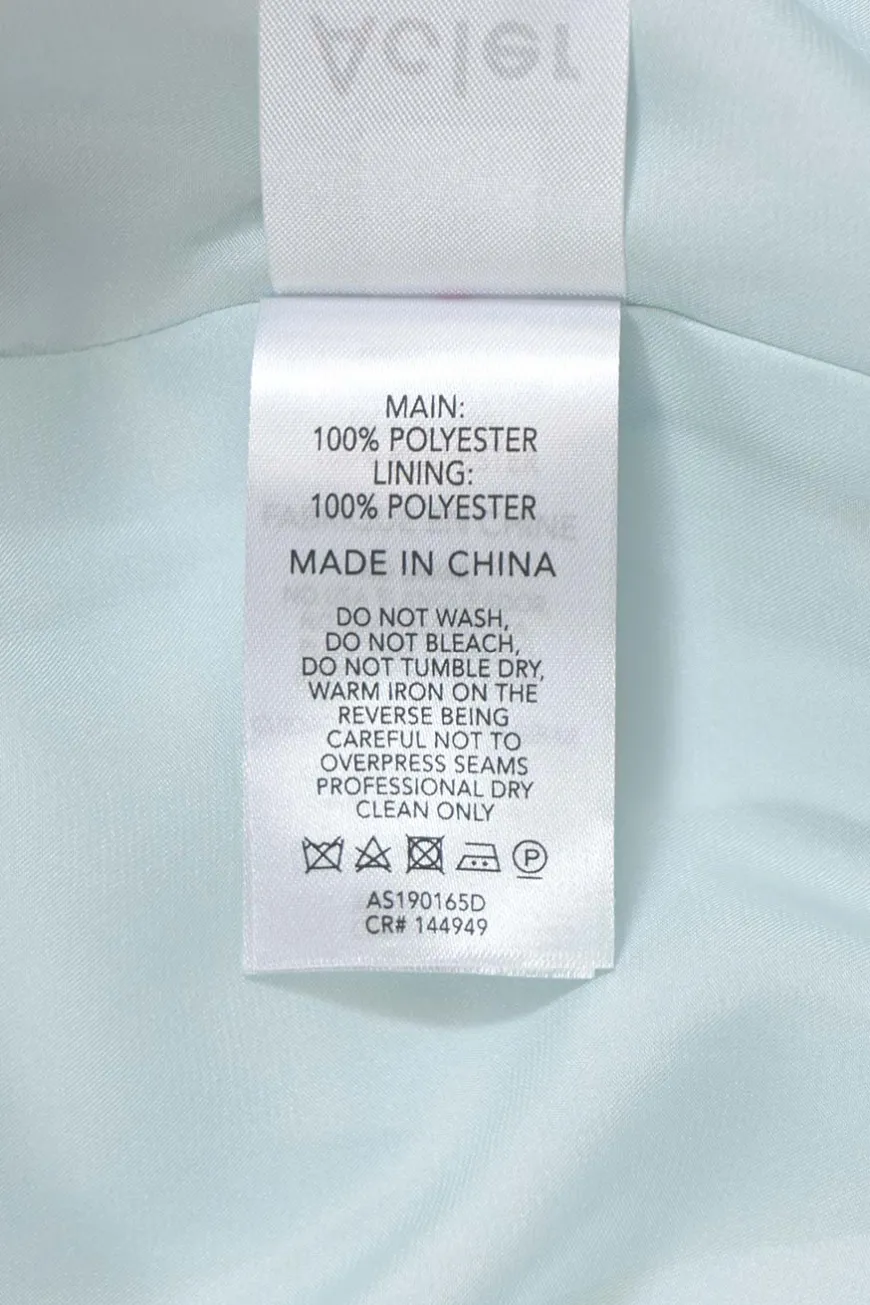 Acler
MAIN:
100% POLYESTER
LINING:
100% POLYESTER
MADE IN CHINA
DO NOT WASH,
DO NOT BLEACH,
DO NOT TUMBLE DRY,
WARM IRON ON THE
REVERSE BEING
CAREFUL NOT TO
OVERPRESS SEAMS
PROFESSIONAL DRY
CLEAN ONLY
P
AS190165D
CR# 144949